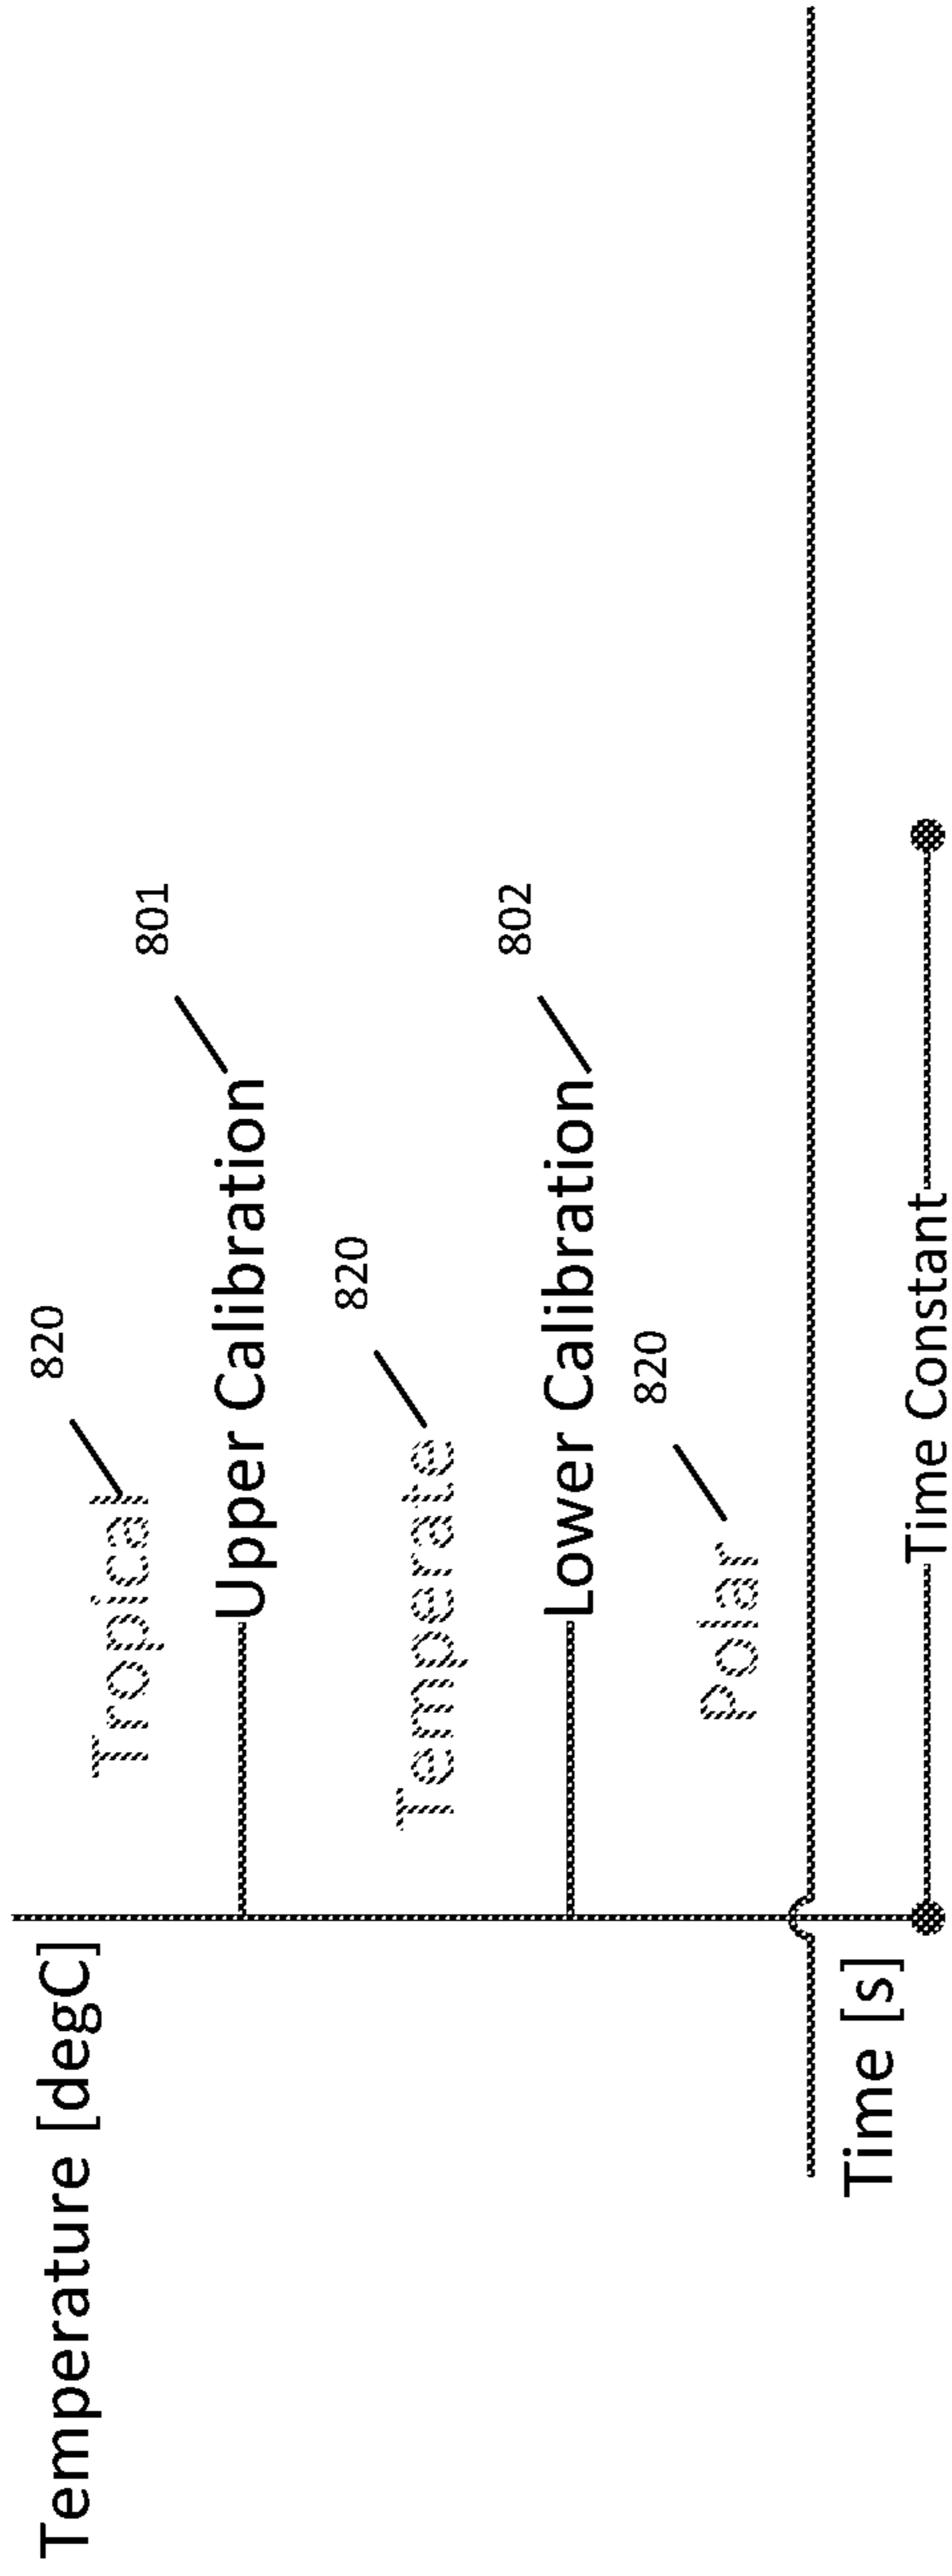 Temperature [degC]
820
Tropical
801
Upper Calibration
820
Temperate
802
Lower Calibration
820
Polar
Time [s]
Time Constant